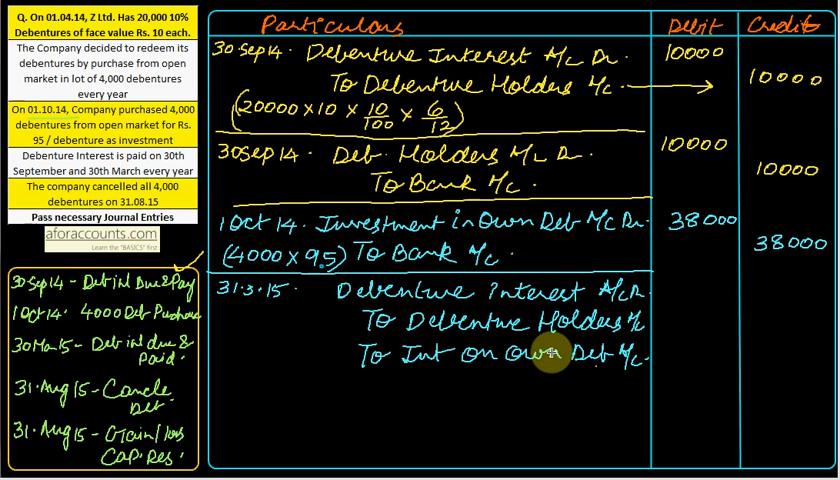 Q. On 01.04.14, Z Ltd. Has 20,000 10%
Debentures of face value Rs. 10 each.
The Company decided to redeem its
debentures by purchase from open
market in lot of 4,000 debentures
every year
On 01.10.14, Company purchased 4,000
debentures from open market for Rs.
95 / debenture as investment
Debenture Interest is paid on 30th
September and 30th March every year
The company cancelled all 4,000
debentures on 31.08.15
Pass necessary Journal Entries
aforaccounts.com
Learn the "BASICS" first
30 Sep 14 - Deb int Due & Pay
1 Oct 14. 4000 Deb Purchase
30 Mar 15 - Deb int due &
Paid.
31. Aug 15 - Cancle
Deb.
31. Aug 15 - Gain/loss
Cap. Res.
Particulars Debit Credit
30 Sep 14. Debenture Interest A/c Dr. 10000
To Debenture Holders A/c. 10000
(20000 x 10 x 10/100 x 6/12)
30 Sep 14. Deb. Holders A/c Dr. 10000
To Bank A/c. 10000
1 Oct 14. Investment in Own Deb A/c Dr. 38000
(4000 x 9.5) To Bank A/c. 38000
31.3.15. Debenture interest A/c Dr.
To Debenture Holders A/c
To Int on Own Deb A/c.